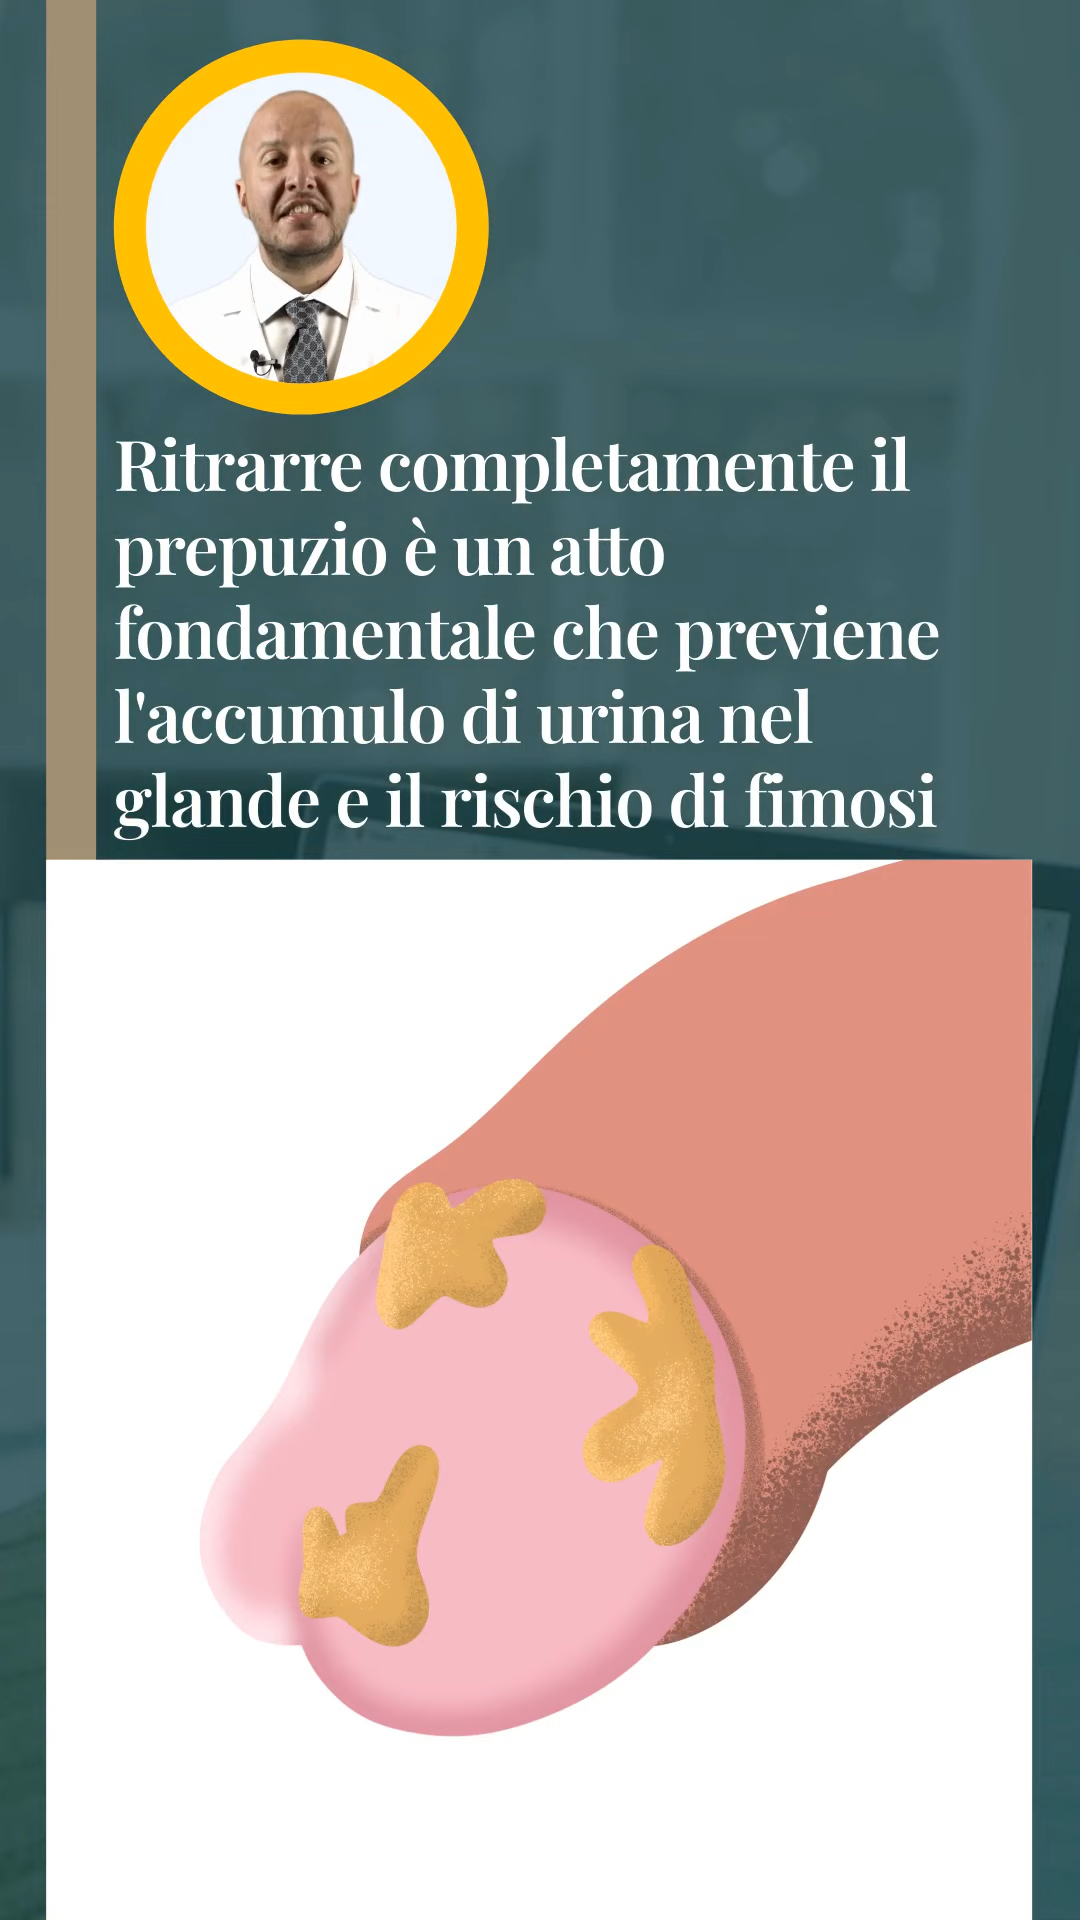 Ritrarre completamente il
prepuzio è un atto
fondamentale che previene
l'accumulo di urina nel
glande e il rischio di fimosi